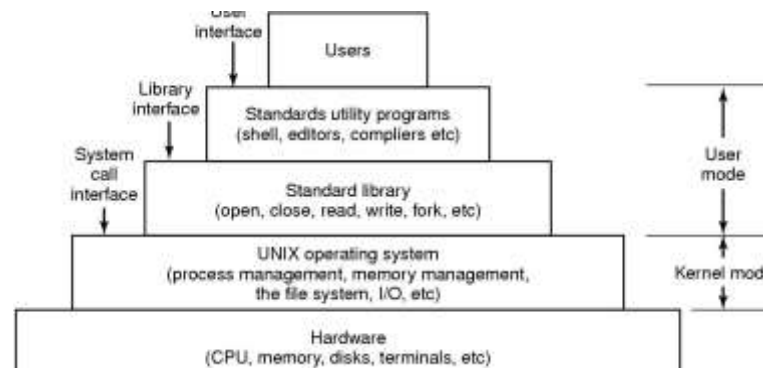 User
interface
Users
Library
interface
Standards utility programs
(shell, editors, compliers etc)
System
call
interface
Standard library
(open, close, read, write, fork, etc)
User
mode
UNIX operating system
(process management, memory management,
the file system, I/O, etc)
Kernel mod
Hardware
(CPU, memory, disks, terminals, etc)